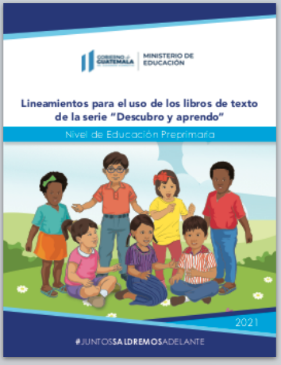 GOBIERNO de
GUATEMALA
MINISTERIO DE
EDUCACIÓN
Lineamientos para el uso de los libros de texto
de la serie “Descubro y aprendo”
Nivel de Educación Preprimaria
2021
#JUNTOSSALDREMOSADELANTE